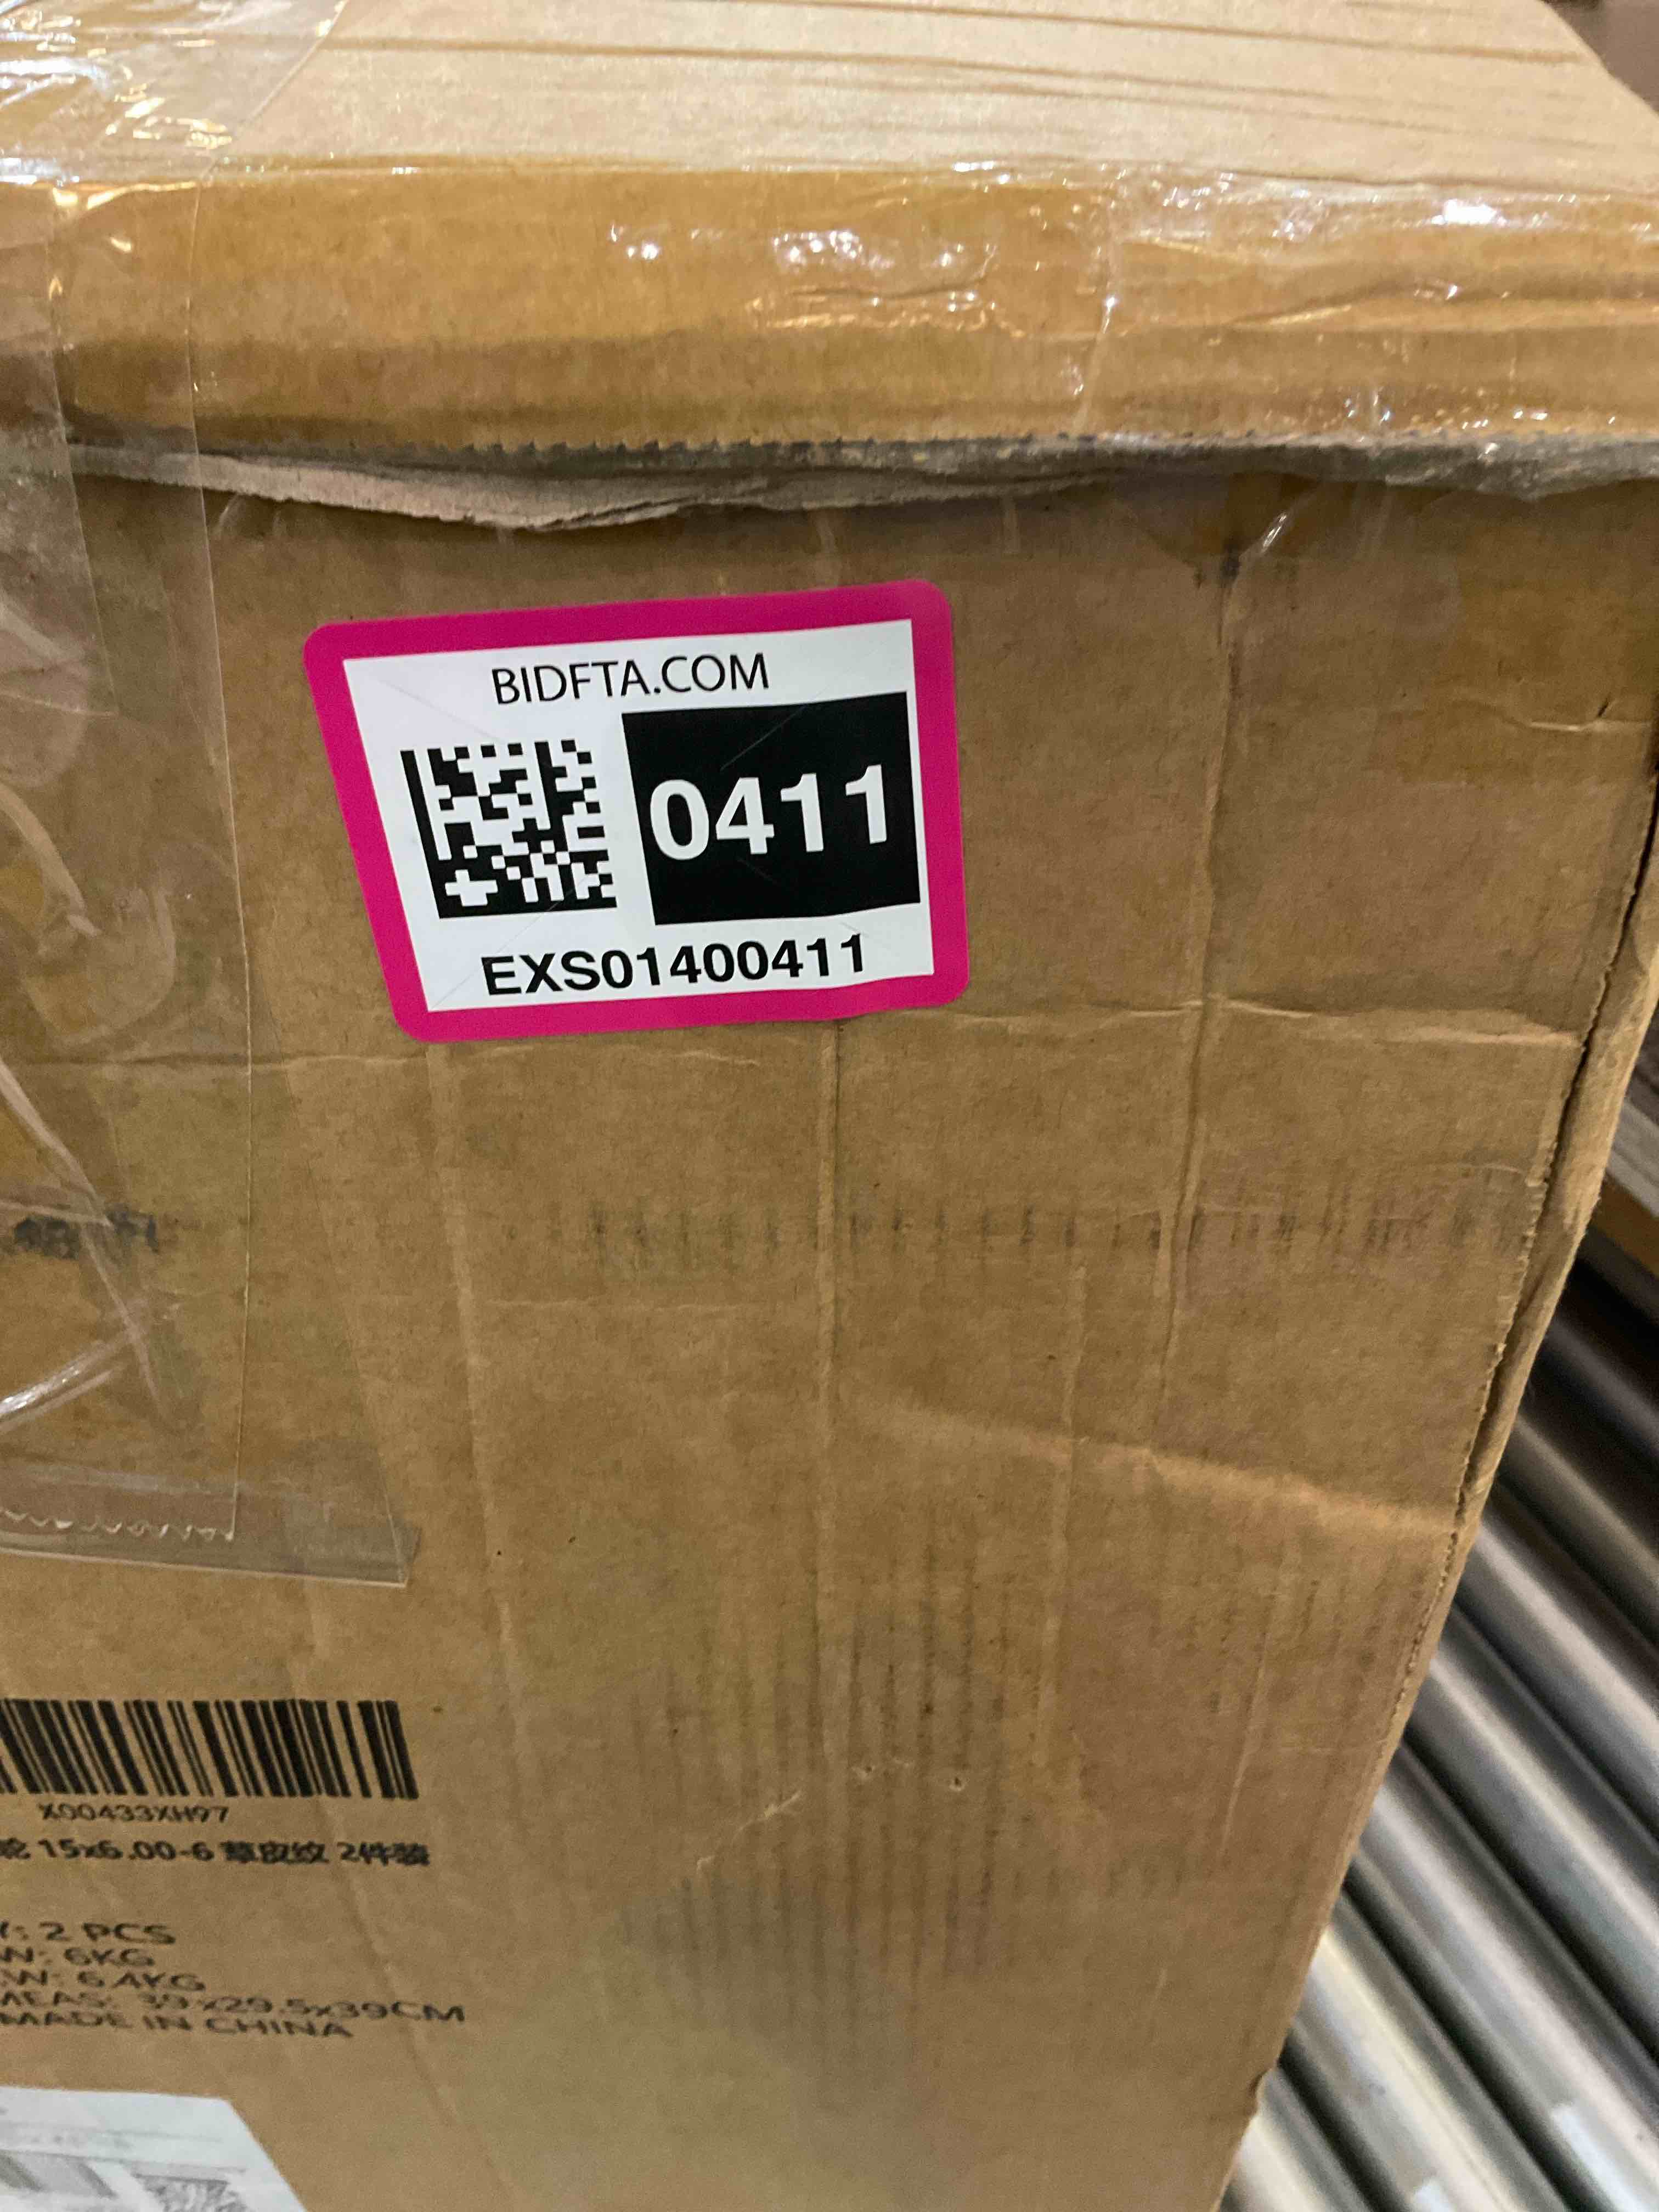 BIDFTA.COM
0411
EXS01400411
X00433XH97
轮 15x6.00-6 草皮纹 2件装
Y: 2 PCS
W: 6KG
W: 6.4KG
MEAS: 39x29.5x39CM
MADE IN CHINA